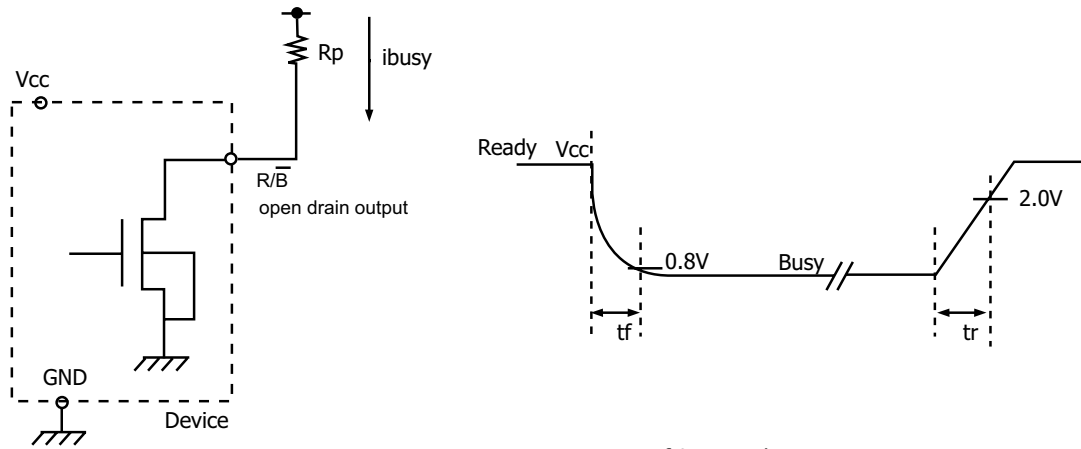 Rp
ibusy
Vcc
R/B̅
open drain output
GND
Device
Ready Vcc
2.0V
0.8V
Busy
tf
tr